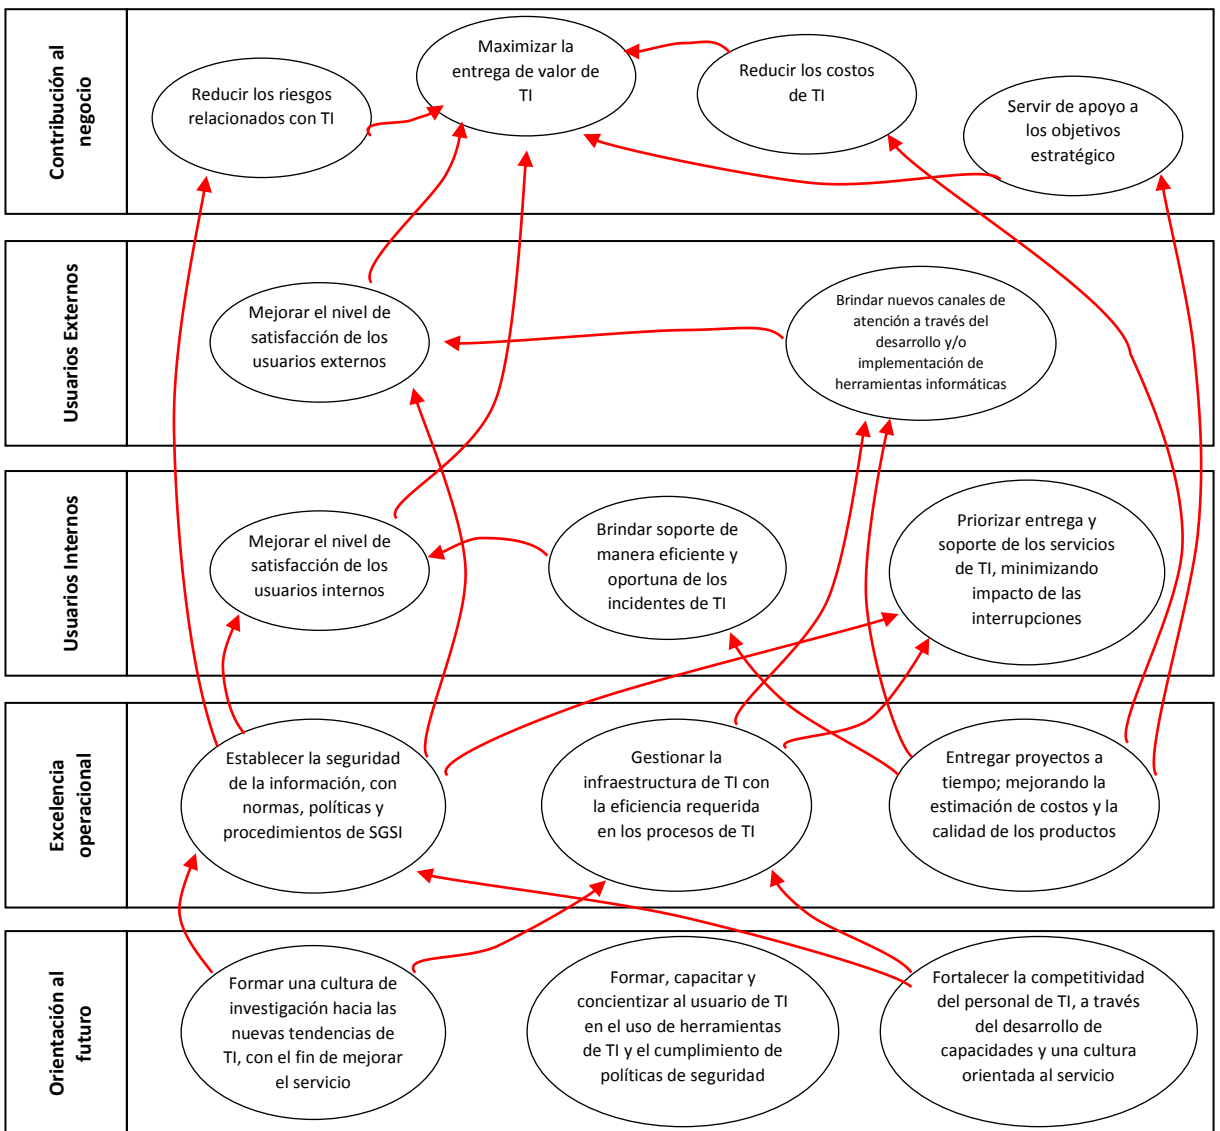 Contribución al
negocio
Reducir los riesgos
relacionados con TI
Maximizar la
entrega de valor de
TI
Reducir los costos
de TI
Servir de apoyo a
los objetivos
estratégico
Usuarios Externos
Mejorar el nivel de
satisfacción de los
usuarios externos
Brindar nuevos canales de
atención a través del
desarrollo y/o
implementación de
herramientas informáticas
Usuarios Internos
Mejorar el nivel de
satisfacción de los
usuarios internos
Brindar soporte de
manera eficiente y
oportuna de los
incidentes de TI
Priorizar entrega y
soporte de los servicios
de TI, minimizando
impacto de las
interrupciones
Excelencia
operacional
Establecer la seguridad
de la información, con
normas, políticas y
procedimientos de SGSI
Gestionar la
infraestructura de TI con
la eficiencia requerida
en los procesos de TI
Entregar proyectos a
tiempo; mejorando la
estimación de costos y la
calidad de los productos
Orientación al
futuro
Formar una cultura de
investigación hacia las
nuevas tendencias de
TI, con el fin de mejorar
el servicio
Formar, capacitar y
concientizar al usuario de TI
en el uso de herramientas
de TI y el cumplimiento de
políticas de seguridad
Fortalecer la competitividad
del personal de TI, a través
del desarrollo de
capacidades y una cultura
orientada al servicio